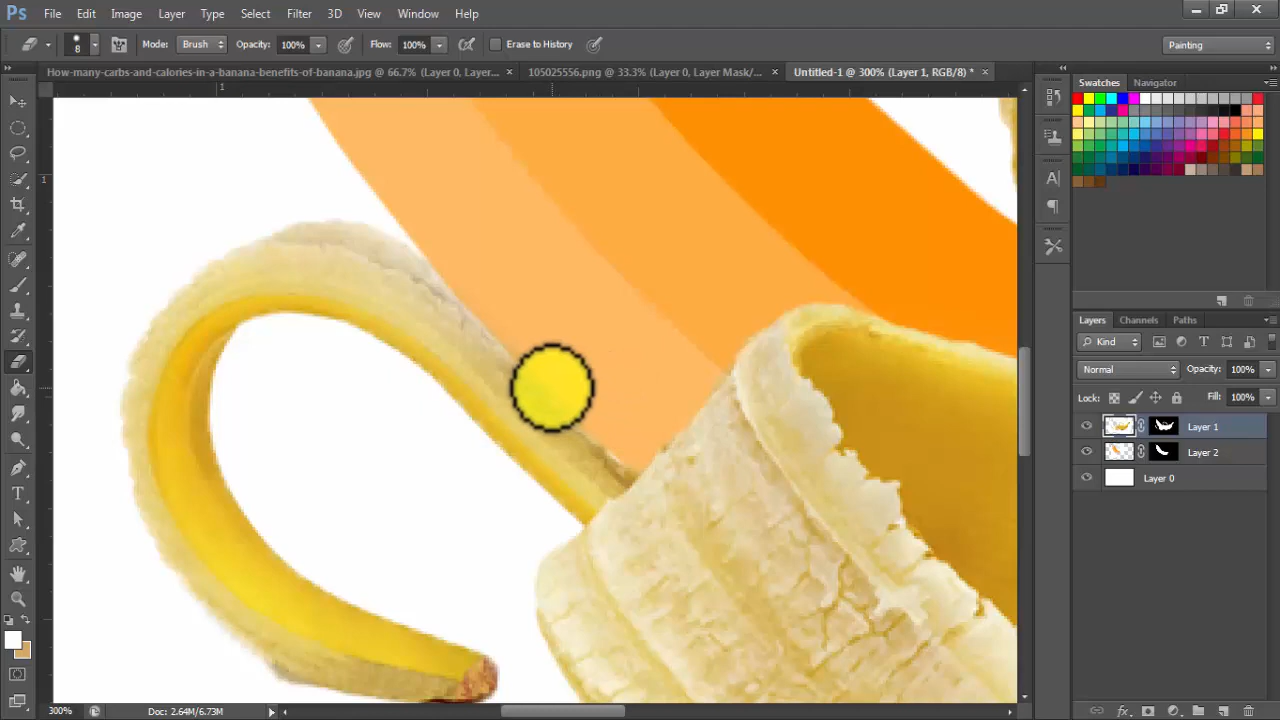 Ps File Edit Image Layer Type Select Filter 3D View Window Help
8 Mode: Brush Opacity: 100% Flow: 100% Erase to History Painting
How-many-carbs-and-calories-in-a-banana-benefits-of-banana.jpg @ 66.7% (Layer 0, Layer... × 105025556.png @ 33.3% (Layer 0, Layer Mask/... × Untitled-1 @ 300% (Layer 1, RGB/8) * ×
Swatches Navigator
1
1
Layers Channels Paths
Kind
Normal Opacity: 100%
Lock: Fill: 100%
Layer 1
Layer 2
Layer 0
300% Doc: 2.64M/6.73M